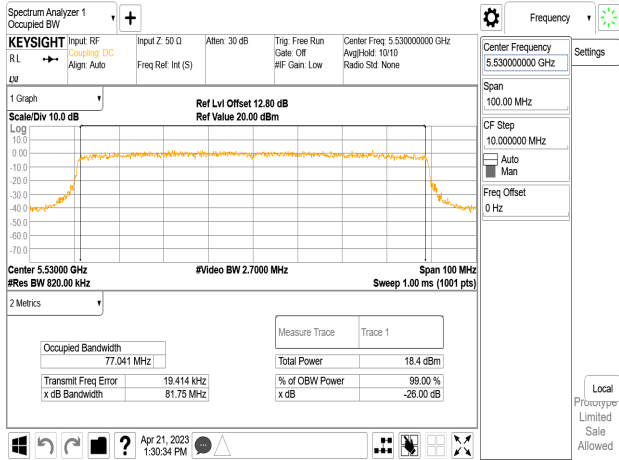 Spectrum Analyzer 1
Occupied BW
Frequency
KEYSIGHT
RL
Input: RF
Coupling: DC
Align: Auto
Input Z: 50 Ω
Freq Ref: Int (S)
Atten: 30 dB
Trig: Free Run
Gate: Off
#IF Gain: Low
Center Freq: 5.530000000 GHz
Avg|Hold: 10/10
Radio Std: None
Center Frequency
5.530000000 GHz
Settings
Span
100.00 MHz
CF Step
10.000000 MHz
Auto
Man
Freq Offset
0 Hz
1 Graph
Scale/Div 10.0 dB
Ref Lvl Offset 12.80 dB
Ref Value 20.00 dBm
Log
10.0
0.00
-10.0
-20.0
-30.0
-40.0
-50.0
-60.0
-70.0
Center 5.53000 GHz
#Video BW 2.7000 MHz
Span 100 MHz
#Res BW 820.00 kHz
Sweep 1.00 ms (1001 pts)
2 Metrics
Measure Trace Trace 1
Occupied Bandwidth
77.041 MHz
Total Power 18.4 dBm
Transmit Freq Error 19.414 kHz
% of OBW Power 99.00 %
x dB Bandwidth 81.75 MHz
x dB -26.00 dB
Local
Prototype
Limited
Sale
Allowed
?
Apr 21, 2023
1:30:34 PM